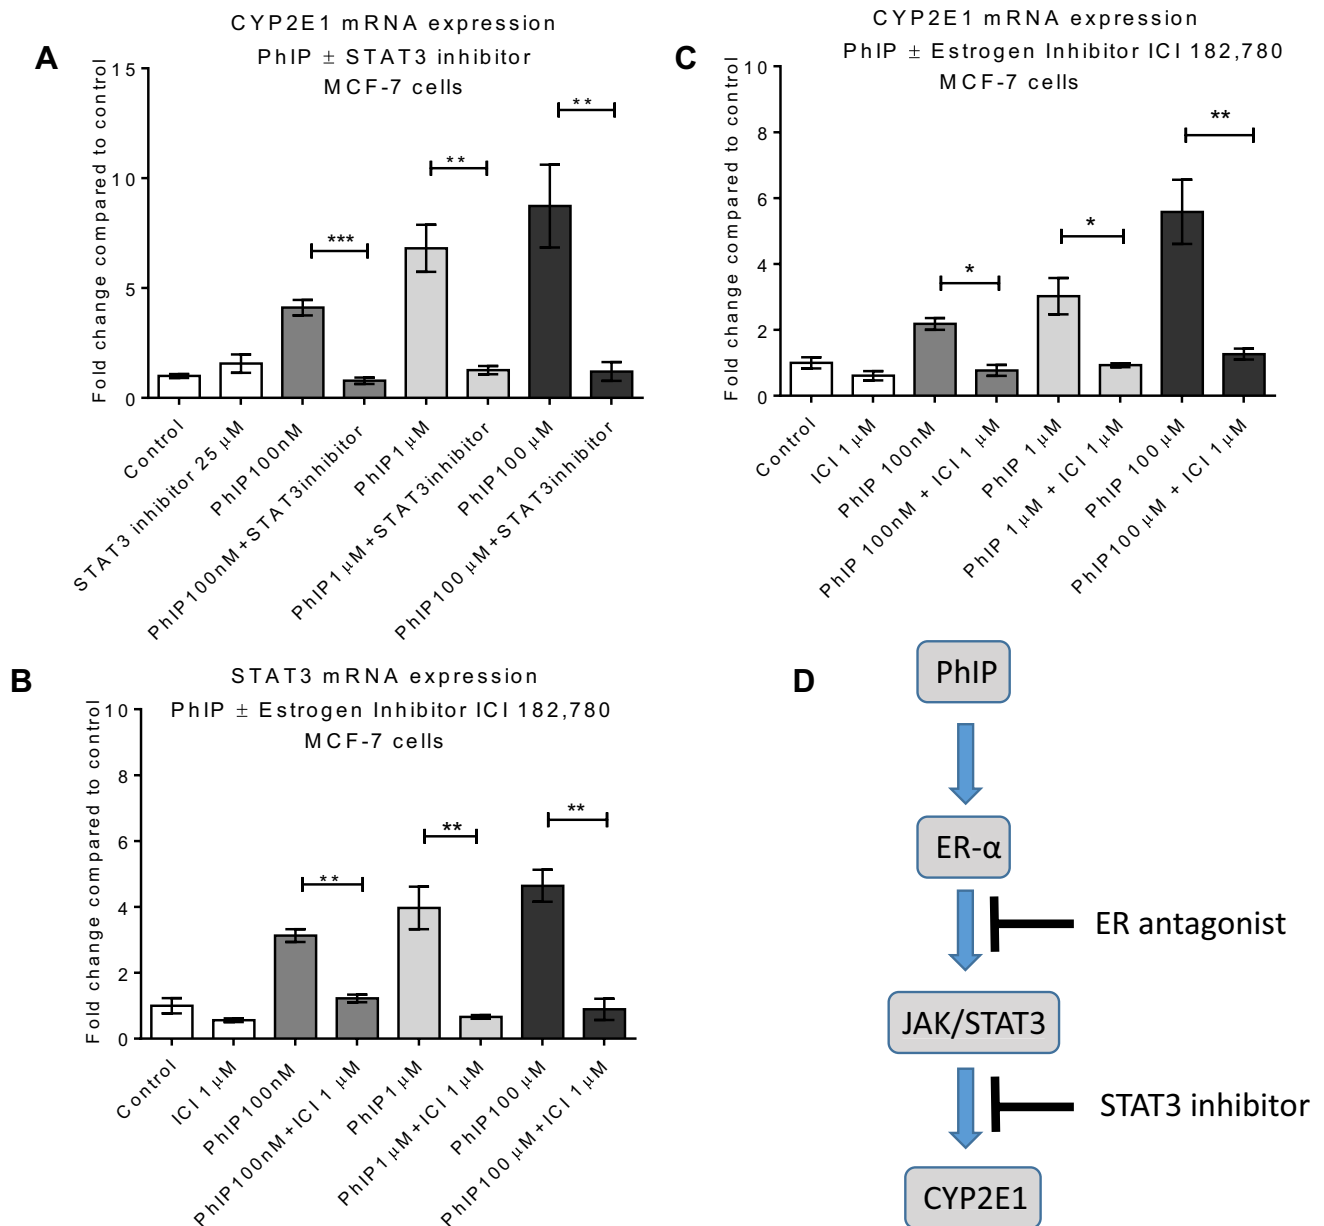 A
CYP2E1 mRNA expression
PhIP ± STAT3 inhibitor
MCF-7 cells
Fold change compared to control
15
10
5
0
***
**
**
Control
STAT3 inhibitor 25 µM
PhIP100nM
PhIP100nM+STAT3inhibitor
PhIP1 µM
PhIP1 µM+STAT3inhibitor
PhIP100 µM
PhIP100 µM+STAT3inhibitor
C
CYP2E1 mRNA expression
PhIP ± Estrogen Inhibitor ICI 182,780
MCF-7 cells
Fold change compared to control
10
8
6
4
2
0
*
*
**
Control
ICI 1 µM
PhIP 100nM
PhIP 100nM + ICI 1 µM
PhIP 1 µM
PhIP 1 µM + ICI 1 µM
PhIP 100 µM
PhIP100 µM + ICI 1 µM
B
STAT3 mRNA expression
PhIP ± Estrogen Inhibitor ICI 182,780
MCF-7 cells
Fold change compared to control
10
8
6
4
2
0
**
**
**
Control
ICI 1 µM
PhIP100nM
PhIP100nM+ICI 1 µM
PhIP1 µM
PhIP1 µM+ICI 1 µM
PhIP100 µM
PhIP100 µM+ICI 1 µM
D
PhIP
ER-α
ER antagonist
JAK/STAT3
STAT3 inhibitor
CYP2E1